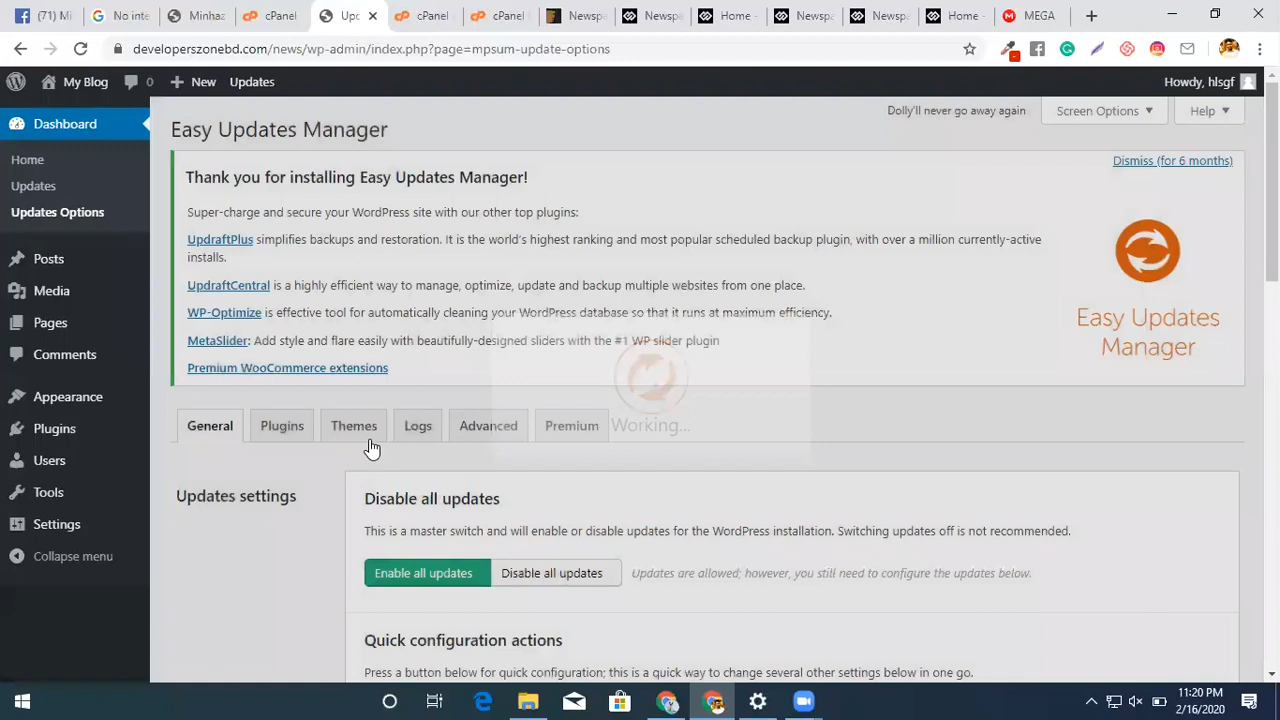 (71) Mi
No inte
Minhaz
cPanel
Upd
cPanel
cPanel
Newspa
Newspa
Home -
Newspa
Newspa
Home -
MEGA
developerszonebd.com/news/wp-admin/index.php?page=mpsum-update-options
My Blog
0
New
Updates
Howdy, hlsgf
Dashboard
Home
Updates
Updates Options
Posts
Media
Pages
Comments
Appearance
Plugins
Users
Tools
Settings
Collapse menu
Dolly'll never go away again
Screen Options
Help
Easy Updates Manager
Dismiss (for 6 months)
Thank you for installing Easy Updates Manager!
Super-charge and secure your WordPress site with our other top plugins:
UpdraftPlus simplifies backups and restoration. It is the world's highest ranking and most popular scheduled backup plugin, with over a million currently-active
installs.
UpdraftCentral is a highly efficient way to manage, optimize, update and backup multiple websites from one place.
WP-Optimize is effective tool for automatically cleaning your WordPress database so that it runs at maximum efficiency.
MetaSlider: Add style and flare easily with beautifully-designed sliders with the #1 WP slider plugin
Premium WooCommerce extensions
Easy Updates
Manager
General
Plugins
Themes
Logs
Advanced
Premium
Working...
Updates settings
Disable all updates
This is a master switch and will enable or disable updates for the WordPress installation. Switching updates off is not recommended.
Enable all updates
Disable all updates
Updates are allowed; however, you still need to configure the updates below.
Quick configuration actions
Press a button below for quick configuration; this is a quick way to change several other settings below in one go.
11:20 PM
2/16/2020